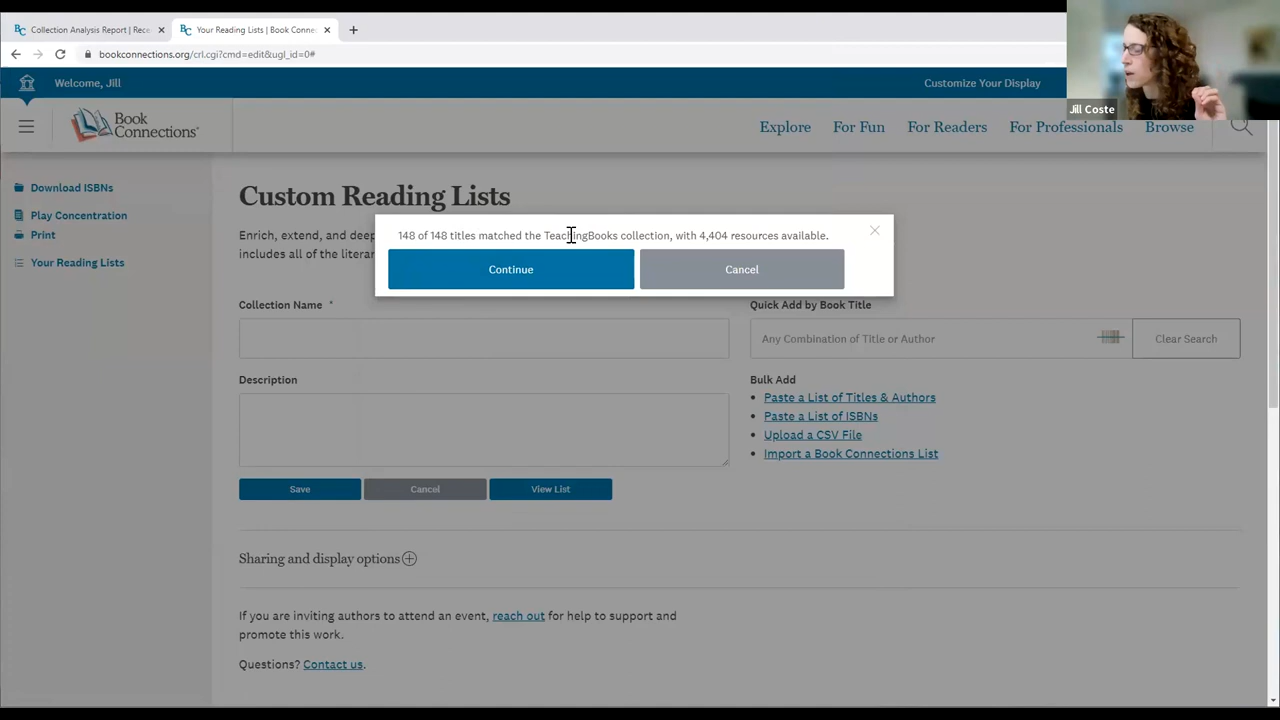 Collection Analysis Report | Rece
Your Reading Lists | Book Conne
bookconnections.org/crl.cgi?cmd=edit&ugl_id=0#
Welcome, Jill
Customize Your Display
Jill Coste
Book
Connections
Explore
For Fun
For Readers
For Professionals
Browse
Download ISBNs
Play Concentration
Print
Your Reading Lists
Custom Reading Lists
Enrich, extend, and deep
includes all of the literar
148 of 148 titles matched the TeachingBooks collection, with 4,404 resources available.
Continue
Cancel
Collection Name *
Quick Add by Book Title
Any Combination of Title or Author
Clear Search
Description
Bulk Add
Paste a List of Titles & Authors
Paste a List of ISBNs
Upload a CSV File
Import a Book Connections List
Save
Cancel
View List
Sharing and display options
If you are inviting authors to attend an event, reach out for help to support and
promote this work.
Questions? Contact us.